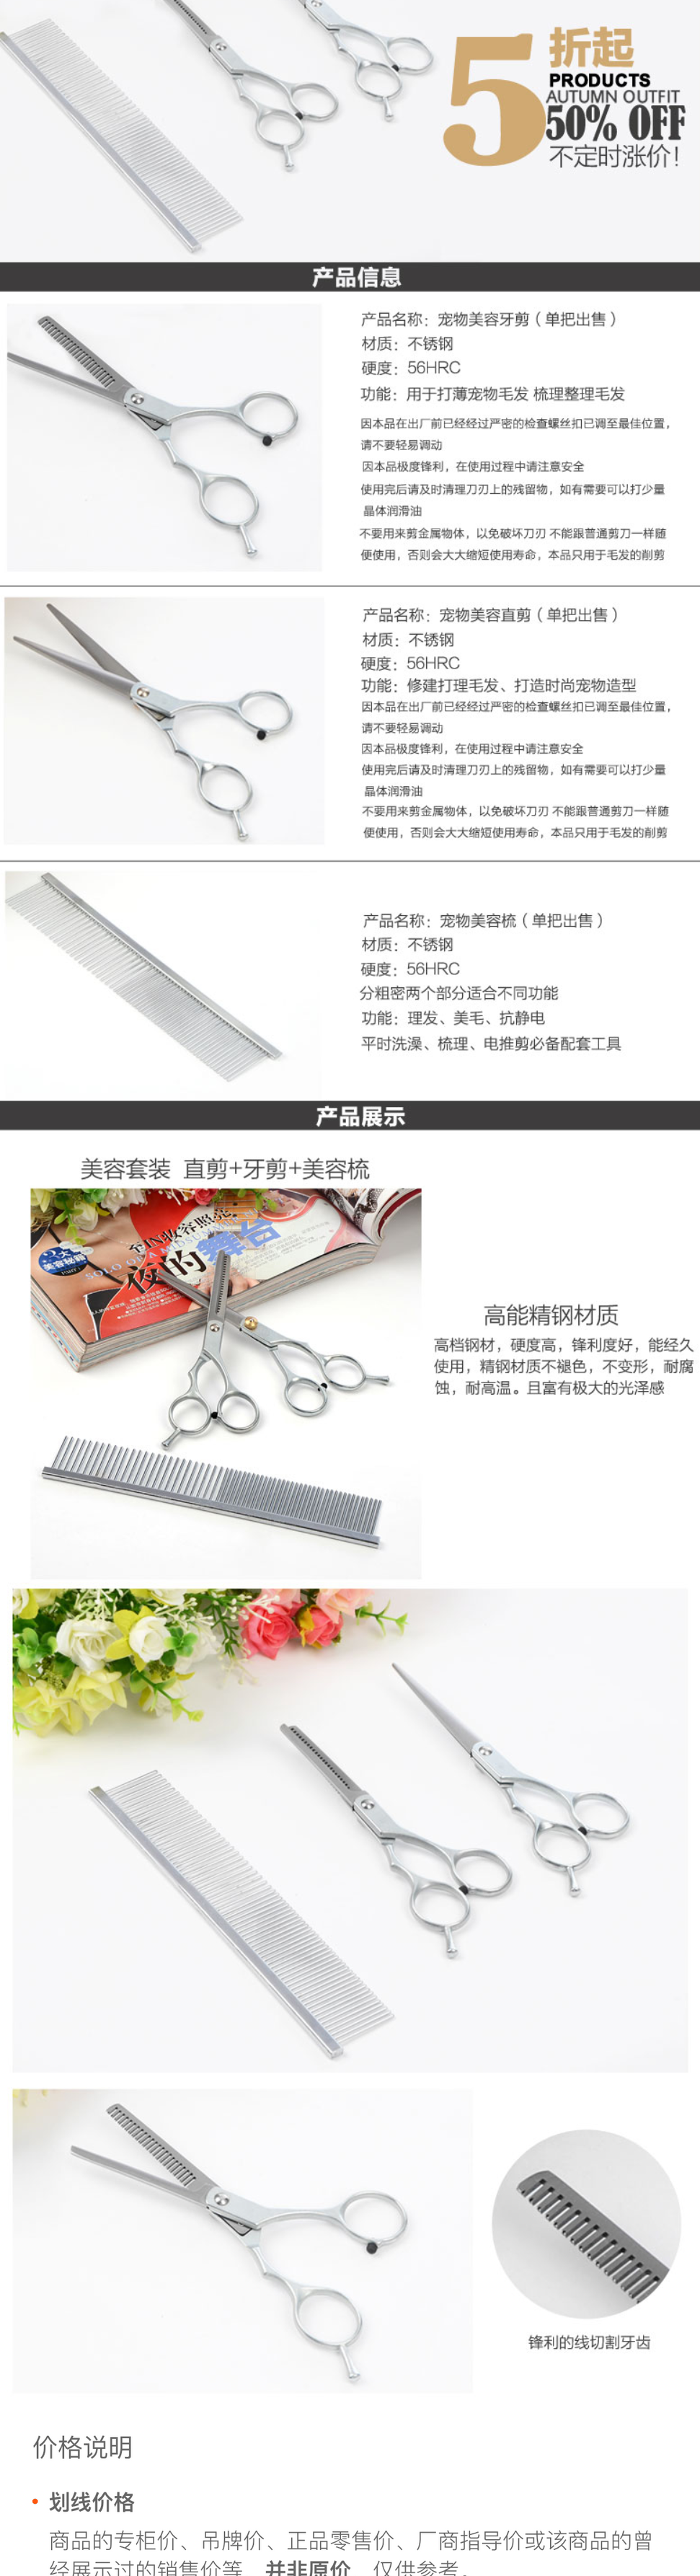 5
折起
PRODUCTS
AUTUMN OUTFIT
50% OFF
不定时涨价!
产品信息
产品名称：宠物美容牙剪（单把出售）
材质：不锈钢
硬度：56HRC
功能：用于打薄宠物毛发 梳理整理毛发
因本品在出厂前已经经过严密的检查螺丝扣已调至最佳位置，
请不要轻易调动
因本品极度锋利，在使用过程中请注意安全
使用完后请及时清理刀刃上的残留物，如有需要可以打少量
晶体润滑油
不要用来剪金属物体，以免破坏刀刃 不能跟普通剪刀一样随
便使用，否则会大大缩短使用寿命，本品只用于毛发的削剪
产品名称：宠物美容直剪（单把出售）
材质：不锈钢
硬度：56HRC
功能：修建打理毛发、打造时尚宠物造型
因本品在出厂前已经经过严密的检查螺丝扣已调至最佳位置，
请不要轻易调动
因本品极度锋利，在使用过程中请注意安全
使用完后请及时清理刀刃上的残留物，如有需要可以打少量
晶体润滑油
不要用来剪金属物体，以免破坏刀刃 不能跟普通剪刀一样随
便使用，否则会大大缩短使用寿命，本品只用于毛发的削剪
产品名称：宠物美容梳（单把出售）
材质：不锈钢
硬度：56HRC
分粗密两个部分适合不同功能
功能：理发、美毛、抗静电
平时洗澡、梳理、电推剪必备配套工具
产品展示
美容套装 直剪+牙剪+美容梳
舞台
的
美容秘籍
高能精钢材质
高档钢材，硬度高，锋利度好，能经久
使用，精钢材质不褪色，不变形，耐腐
蚀，耐高温。且富有极大的光泽感
锋利的线切割牙齿
价格说明
划线价格
商品的专柜价、吊牌价、正品零售价、厂商指导价或该商品的曾
经展示过的销售价等，并非原价，仅供参考。